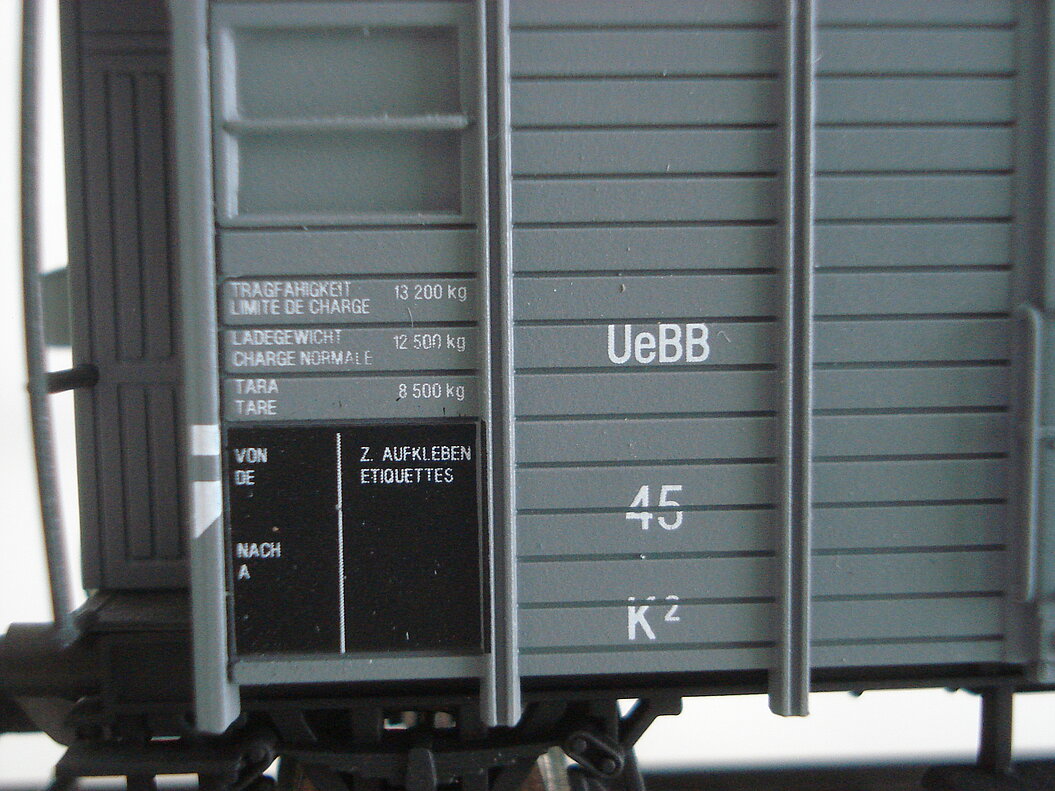 TRAGFAHIGKEIT 13 200 kg
LIMITE DE CHARGE
LADEGEWICHT 12 500 kg
CHARGE NORMALE
TARA 8 500 kg
TARE
VON
DE
NACH
A
Z. AUFKLEBEN
ETIQUETTES
UeBB
45
K²